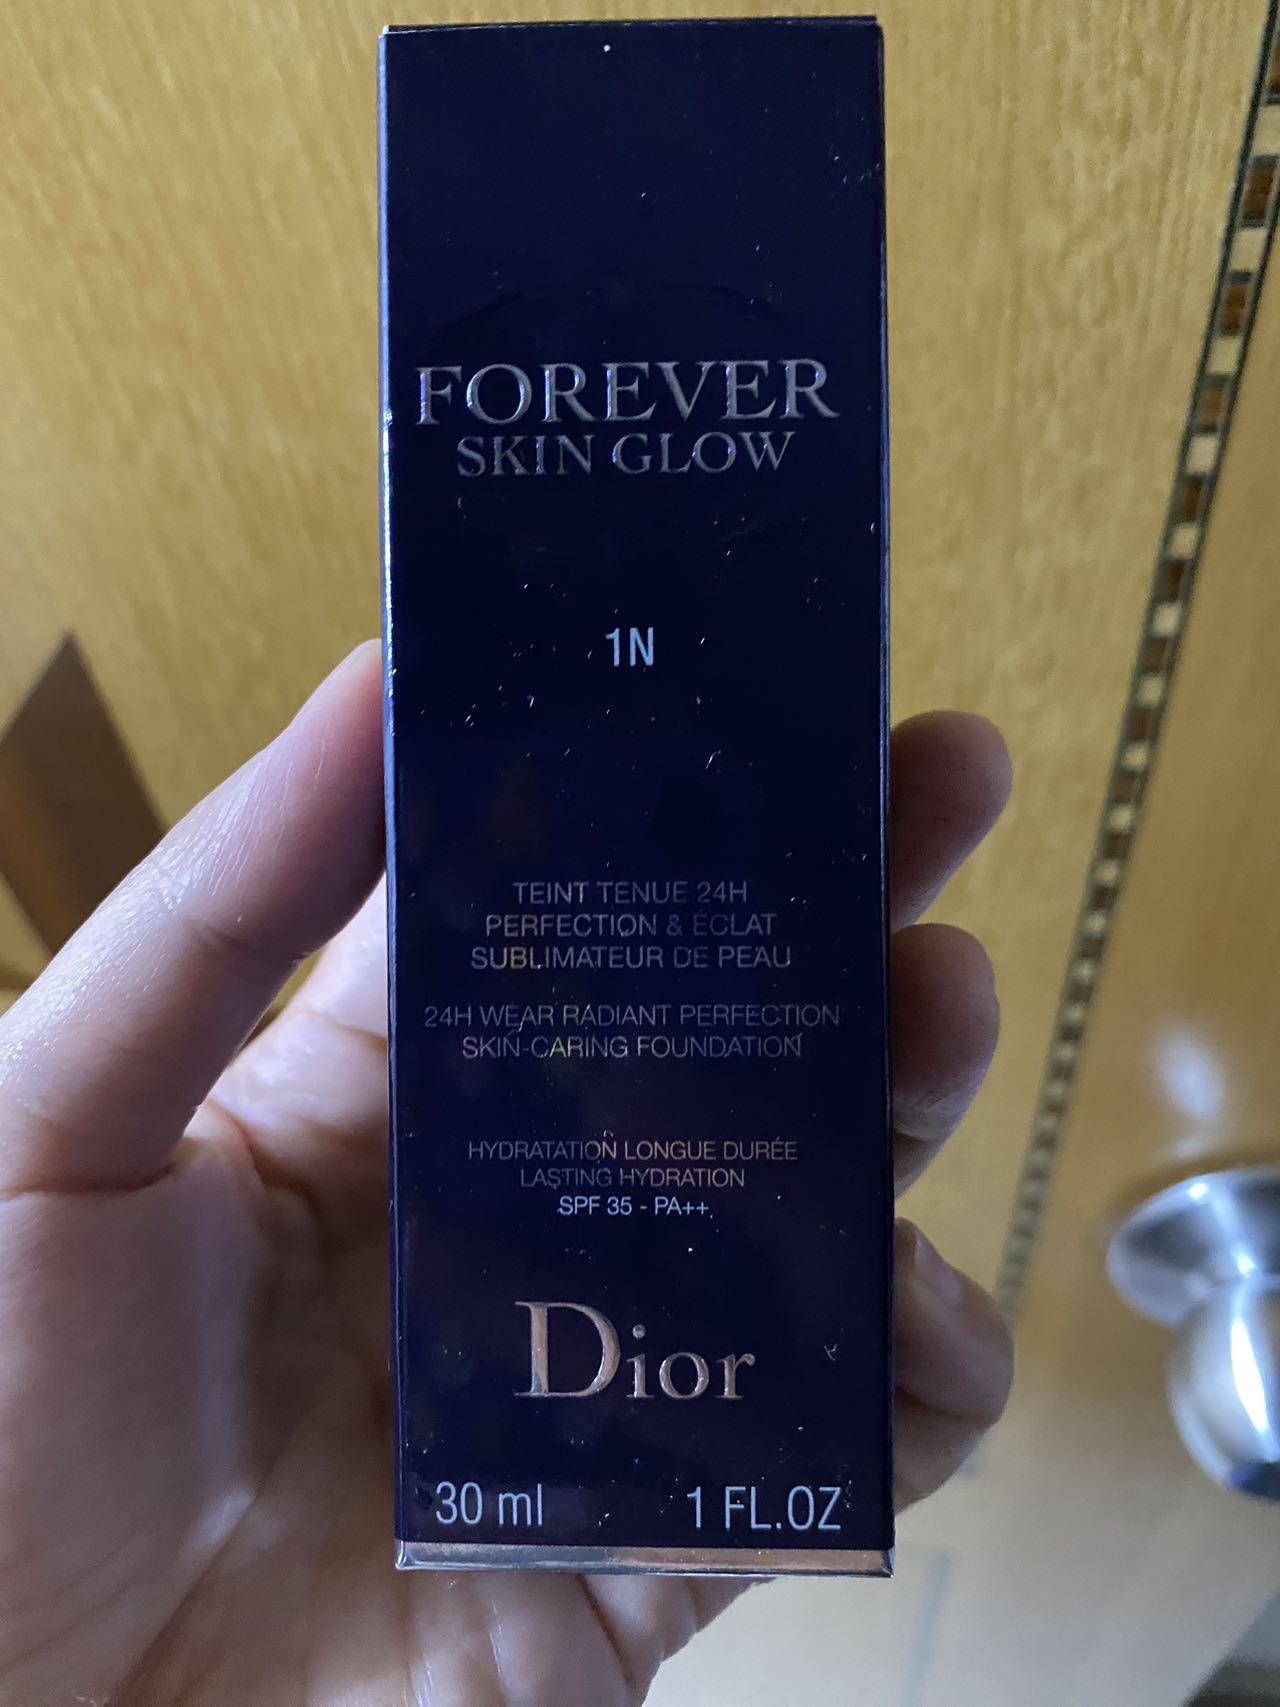 FOREVER
SKIN GLOW
1N
TEINT TENUE 24H
PERFECTION & ÉCLAT
SUBLIMATEUR DE PEAU
24H WEAR RADIANT PERFECTION
SKIN-CARING FOUNDATION
HYDRATATION LONGUE DURÉE
LASTING HYDRATION
SPF 35 - PA++
Dior
30 ml 1 FL.OZ